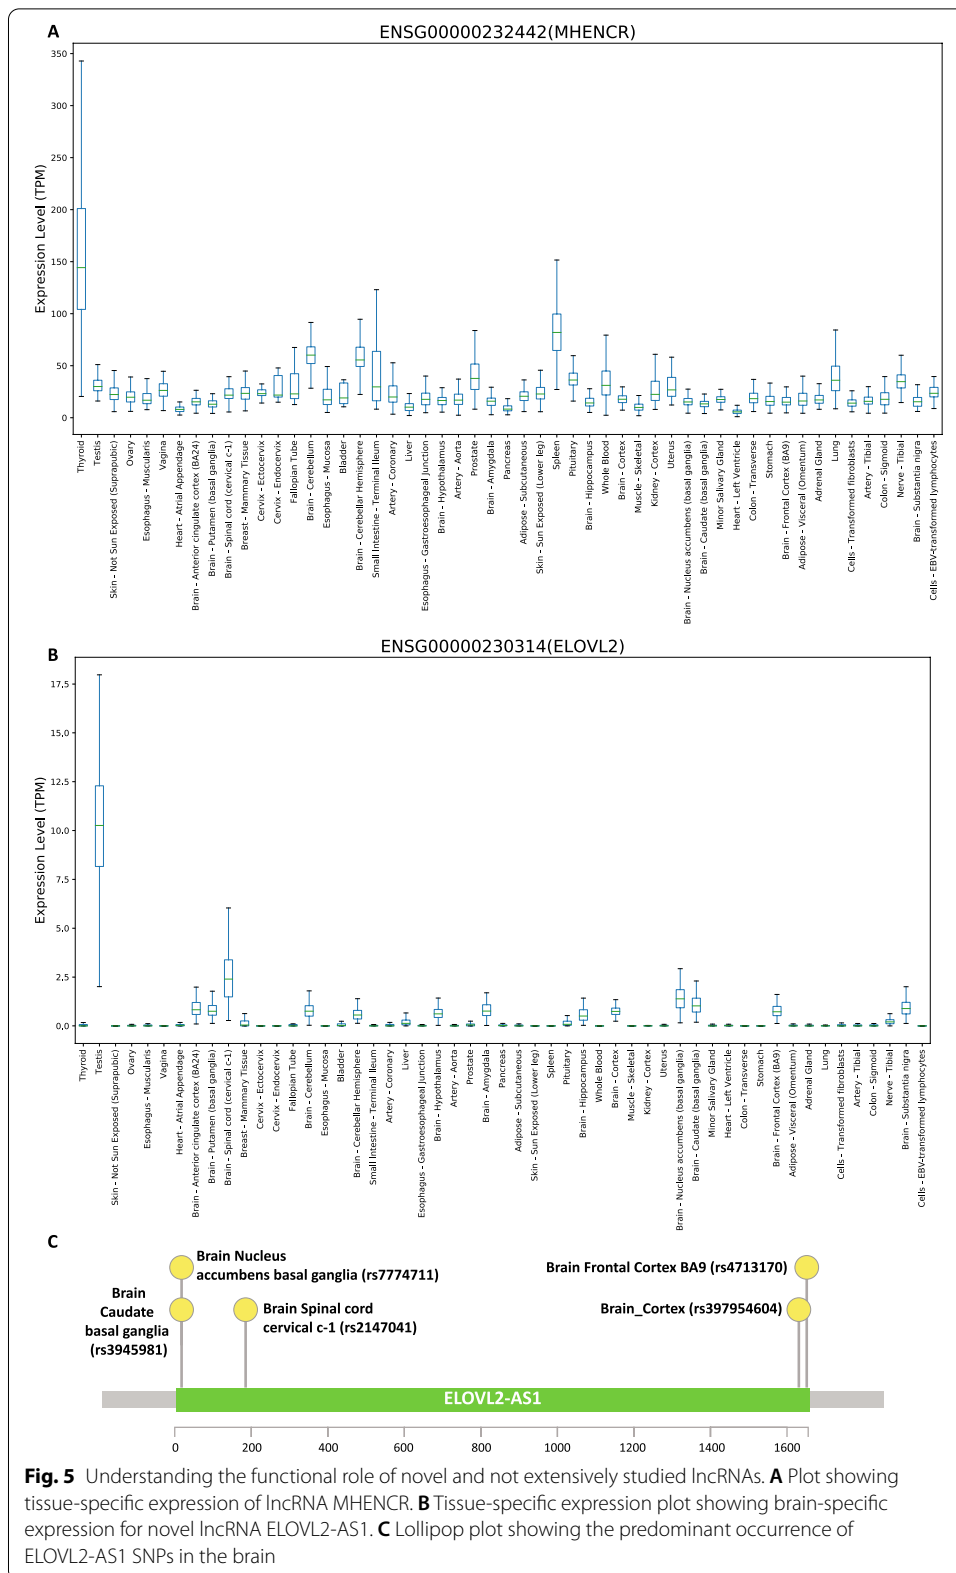 A
ENSG00000232442(MHENCR)
Expression Level (TPM)
350
300
250
200
150
100
50
0
Thyroid
Testis
Skin - Not Sun Exposed (Suprapubic)
Ovary
Esophagus - Muscularis
Vagina
Heart - Atrial Appendage
Brain - Anterior cingulate cortex (BA24)
Brain - Putamen (basal ganglia)
Brain - Spinal cord (cervical c-1)
Breast - Mammary Tissue
Cervix - Ectocervix
Cervix - Endocervix
Fallopian Tube
Brain - Cerebellum
Esophagus - Mucosa
Bladder
Brain - Cerebellar Hemisphere
Small Intestine - Terminal Ileum
Artery - Coronary
Liver
Esophagus - Gastroesophageal Junction
Brain - Hypothalamus
Artery - Aorta
Prostate
Brain - Amygdala
Pancreas
Adipose - Subcutaneous
Skin - Sun Exposed (Lower leg)
Spleen
Pituitary
Brain - Hippocampus
Whole Blood
Brain - Cortex
Muscle - Skeletal
Kidney - Cortex
Uterus
Brain - Nucleus accumbens (basal ganglia)
Brain - Caudate (basal ganglia)
Minor Salivary Gland
Heart - Left Ventricle
Colon - Transverse
Stomach
Brain - Frontal Cortex (BA9)
Adipose - Visceral (Omentum)
Adrenal Gland
Lung
Cells - Transformed fibroblasts
Artery - Tibial
Colon - Sigmoid
Nerve - Tibial
Brain - Substantia nigra
Cells - EBV-transformed lymphocytes
B
ENSG00000230314(ELOVL2)
Expression Level (TPM)
17.5
15.0
12.5
10.0
7.5
5.0
2.5
0.0
Thyroid
Testis
Skin - Not Sun Exposed (Suprapubic)
Ovary
Esophagus - Muscularis
Vagina
Heart - Atrial Appendage
Brain - Anterior cingulate cortex (BA24)
Brain - Putamen (basal ganglia)
Brain - Spinal cord (cervical c-1)
Breast - Mammary Tissue
Cervix - Ectocervix
Cervix - Endocervix
Fallopian Tube
Brain - Cerebellum
Esophagus - Mucosa
Bladder
Brain - Cerebellar Hemisphere
Small Intestine - Terminal Ileum
Artery - Coronary
Liver
Esophagus - Gastroesophageal Junction
Brain - Hypothalamus
Artery - Aorta
Prostate
Brain - Amygdala
Pancreas
Adipose - Subcutaneous
Skin - Sun Exposed (Lower leg)
Spleen
Pituitary
Brain - Hippocampus
Whole Blood
Brain - Cortex
Muscle - Skeletal
Kidney - Cortex
Uterus
Brain - Nucleus accumbens (basal ganglia)
Brain - Caudate (basal ganglia)
Minor Salivary Gland
Heart - Left Ventricle
Colon - Transverse
Stomach
Brain - Frontal Cortex (BA9)
Adipose - Visceral (Omentum)
Adrenal Gland
Lung
Cells - Transformed fibroblasts
Artery - Tibial
Colon - Sigmoid
Nerve - Tibial
Brain - Substantia nigra
Cells - EBV-transformed lymphocytes
C
Brain Nucleus
accumbens basal ganglia (rs7774711)
Brain
Caudate
basal ganglia
(rs3945981)
Brain Spinal cord
cervical c-1 (rs2147041)
Brain Frontal Cortex BA9 (rs4713170)
Brain_Cortex (rs397954604)
ELOVL2-AS1
0 200 400 600 800 1000 1200 1400 1600
Fig. 5 Understanding the functional role of novel and not extensively studied lncRNAs. A Plot showing
tissue-specific expression of lncRNA MHENCR. B Tissue-specific expression plot showing brain-specific
expression for novel lncRNA ELOVL2-AS1. C Lollipop plot showing the predominant occurrence of
ELOVL2-AS1 SNPs in the brain